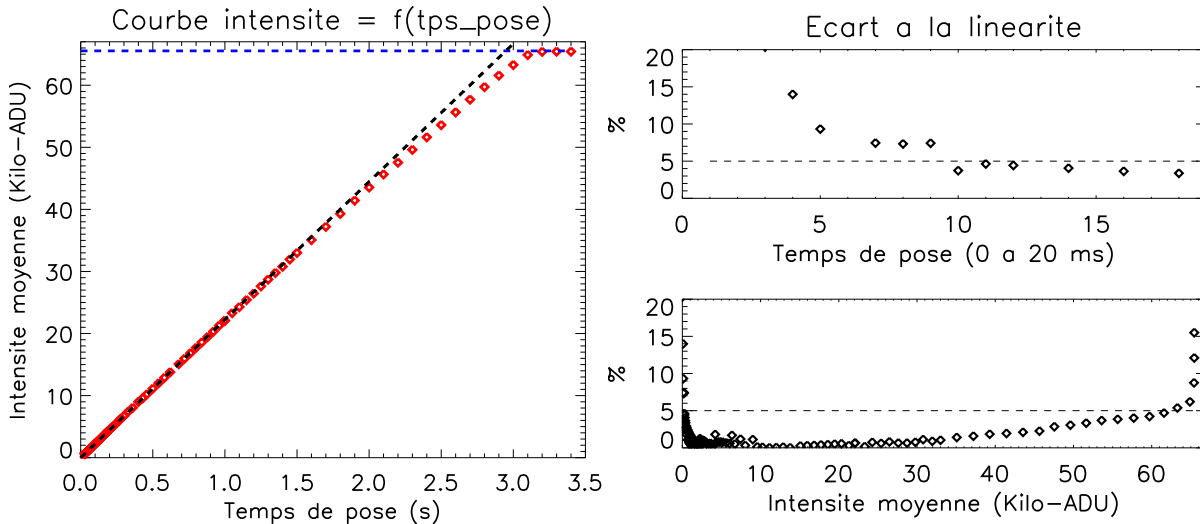 Courbe intensite = f(tps_pose)
Intensite moyenne (Kilo-ADU)
60
50
40
30
20
10
0
0.0 0.5 1.0 1.5 2.0 2.5 3.0 3.5
Temps de pose (s)
Ecart a la linearite
%
20
15
10
5
0
0 5 10 15
Temps de pose (0 a 20 ms)
%
20
15
10
5
0
0 10 20 30 40 50 60
Intensite moyenne (Kilo-ADU)